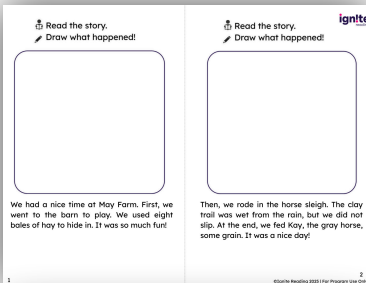 Read the story.
Draw what happened!
We had a nice time at May Farm. First, we
went to the barn to play. We used eight
bales of hay to hide in. It was so much fun!
1
ign!te
Read the story.
Draw what happened!
Then, we rode in the horse sleigh. The clay
trail was wet from the rain, but we did not
slip. At the end, we fed Kay, the gray horse,
some grain. It was a nice day!
2
©Ignite Reading 2025 | For Program Use Only